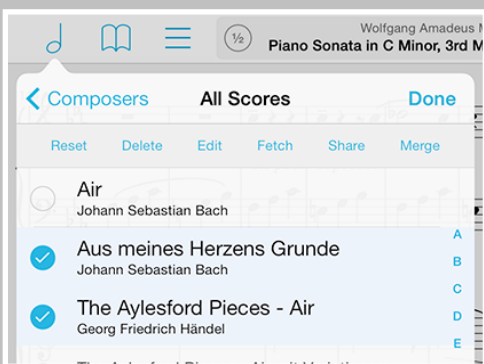 ½
Wolfgang Amadeus
Piano Sonata in C Minor, 3rd
Composers
All Scores
Done
Reset Delete Edit Fetch Share Merge
Air
Johann Sebastian Bach
Aus meines Herzens Grunde
Johann Sebastian Bach
The Aylesford Pieces - Air
Georg Friedrich Händel
A
B
C
D
E